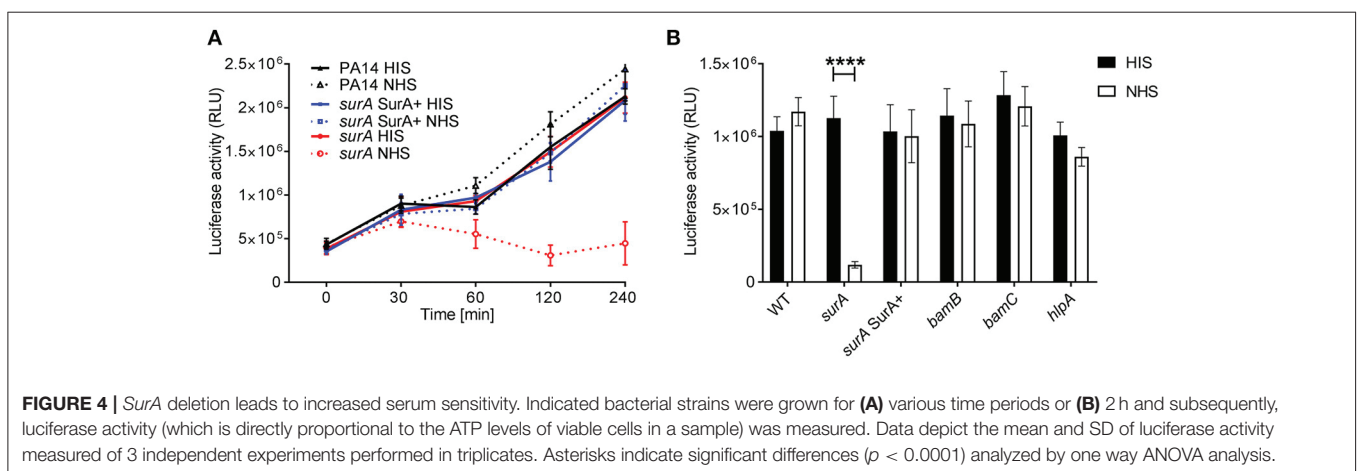 A
PA14 HIS
PA14 NHS
surA SurA+ HIS
surA SurA+ NHS
surA HIS
surA NHS
Luciferase activity (RLU)
2.5×10⁶
2.0×10⁶
1.5×10⁶
1.0×10⁶
5×10⁵
0
0 30 60 120 240
Time [min]
B
HIS
NHS
****
Luciferase activity (RLU)
1.5×10⁶
1×10⁶
5×10⁵
0
WT surA surA SurA+ bamB bamC hlpA
FIGURE 4 | SurA deletion leads to increased serum sensitivity. Indicated bacterial strains were grown for (A) various time periods or (B) 2 h and subsequently,
luciferase activity (which is directly proportional to the ATP levels of viable cells in a sample) was measured. Data depict the mean and SD of luciferase activity
measured of 3 independent experiments performed in triplicates. Asterisks indicate significant differences (p < 0.0001) analyzed by one way ANOVA analysis.